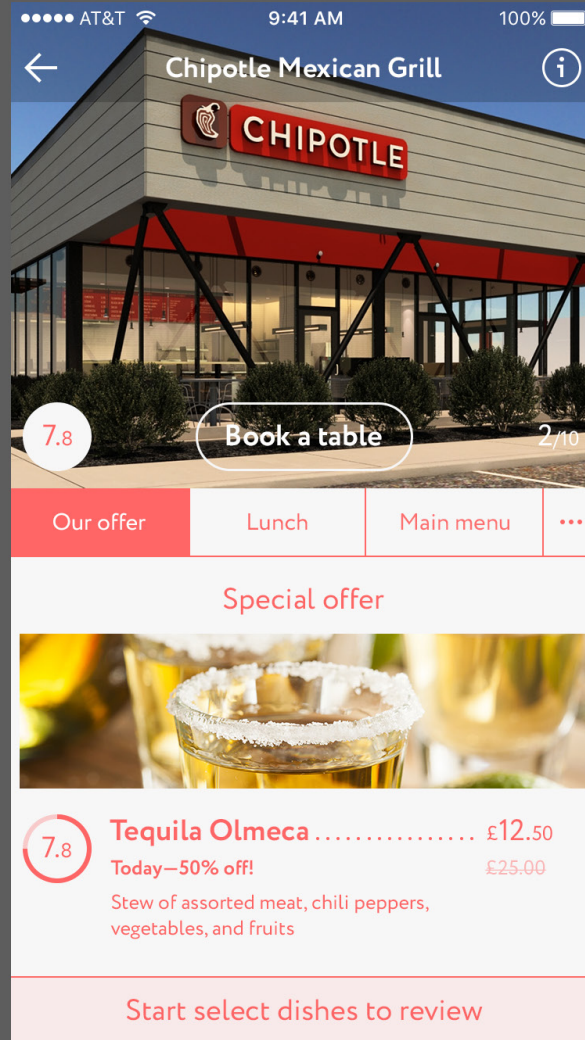 AT&T 9:41 AM 100%
Chipotle Mexican Grill
CHIPOTLE
7.8 Book a table 2/10
Our offer Lunch Main menu ...
Special offer
7.8 Tequila Olmeca ................ £12.50
Today—50% off! £25.00
Stew of assorted meat, chili peppers,
vegetables, and fruits
Start select dishes to review